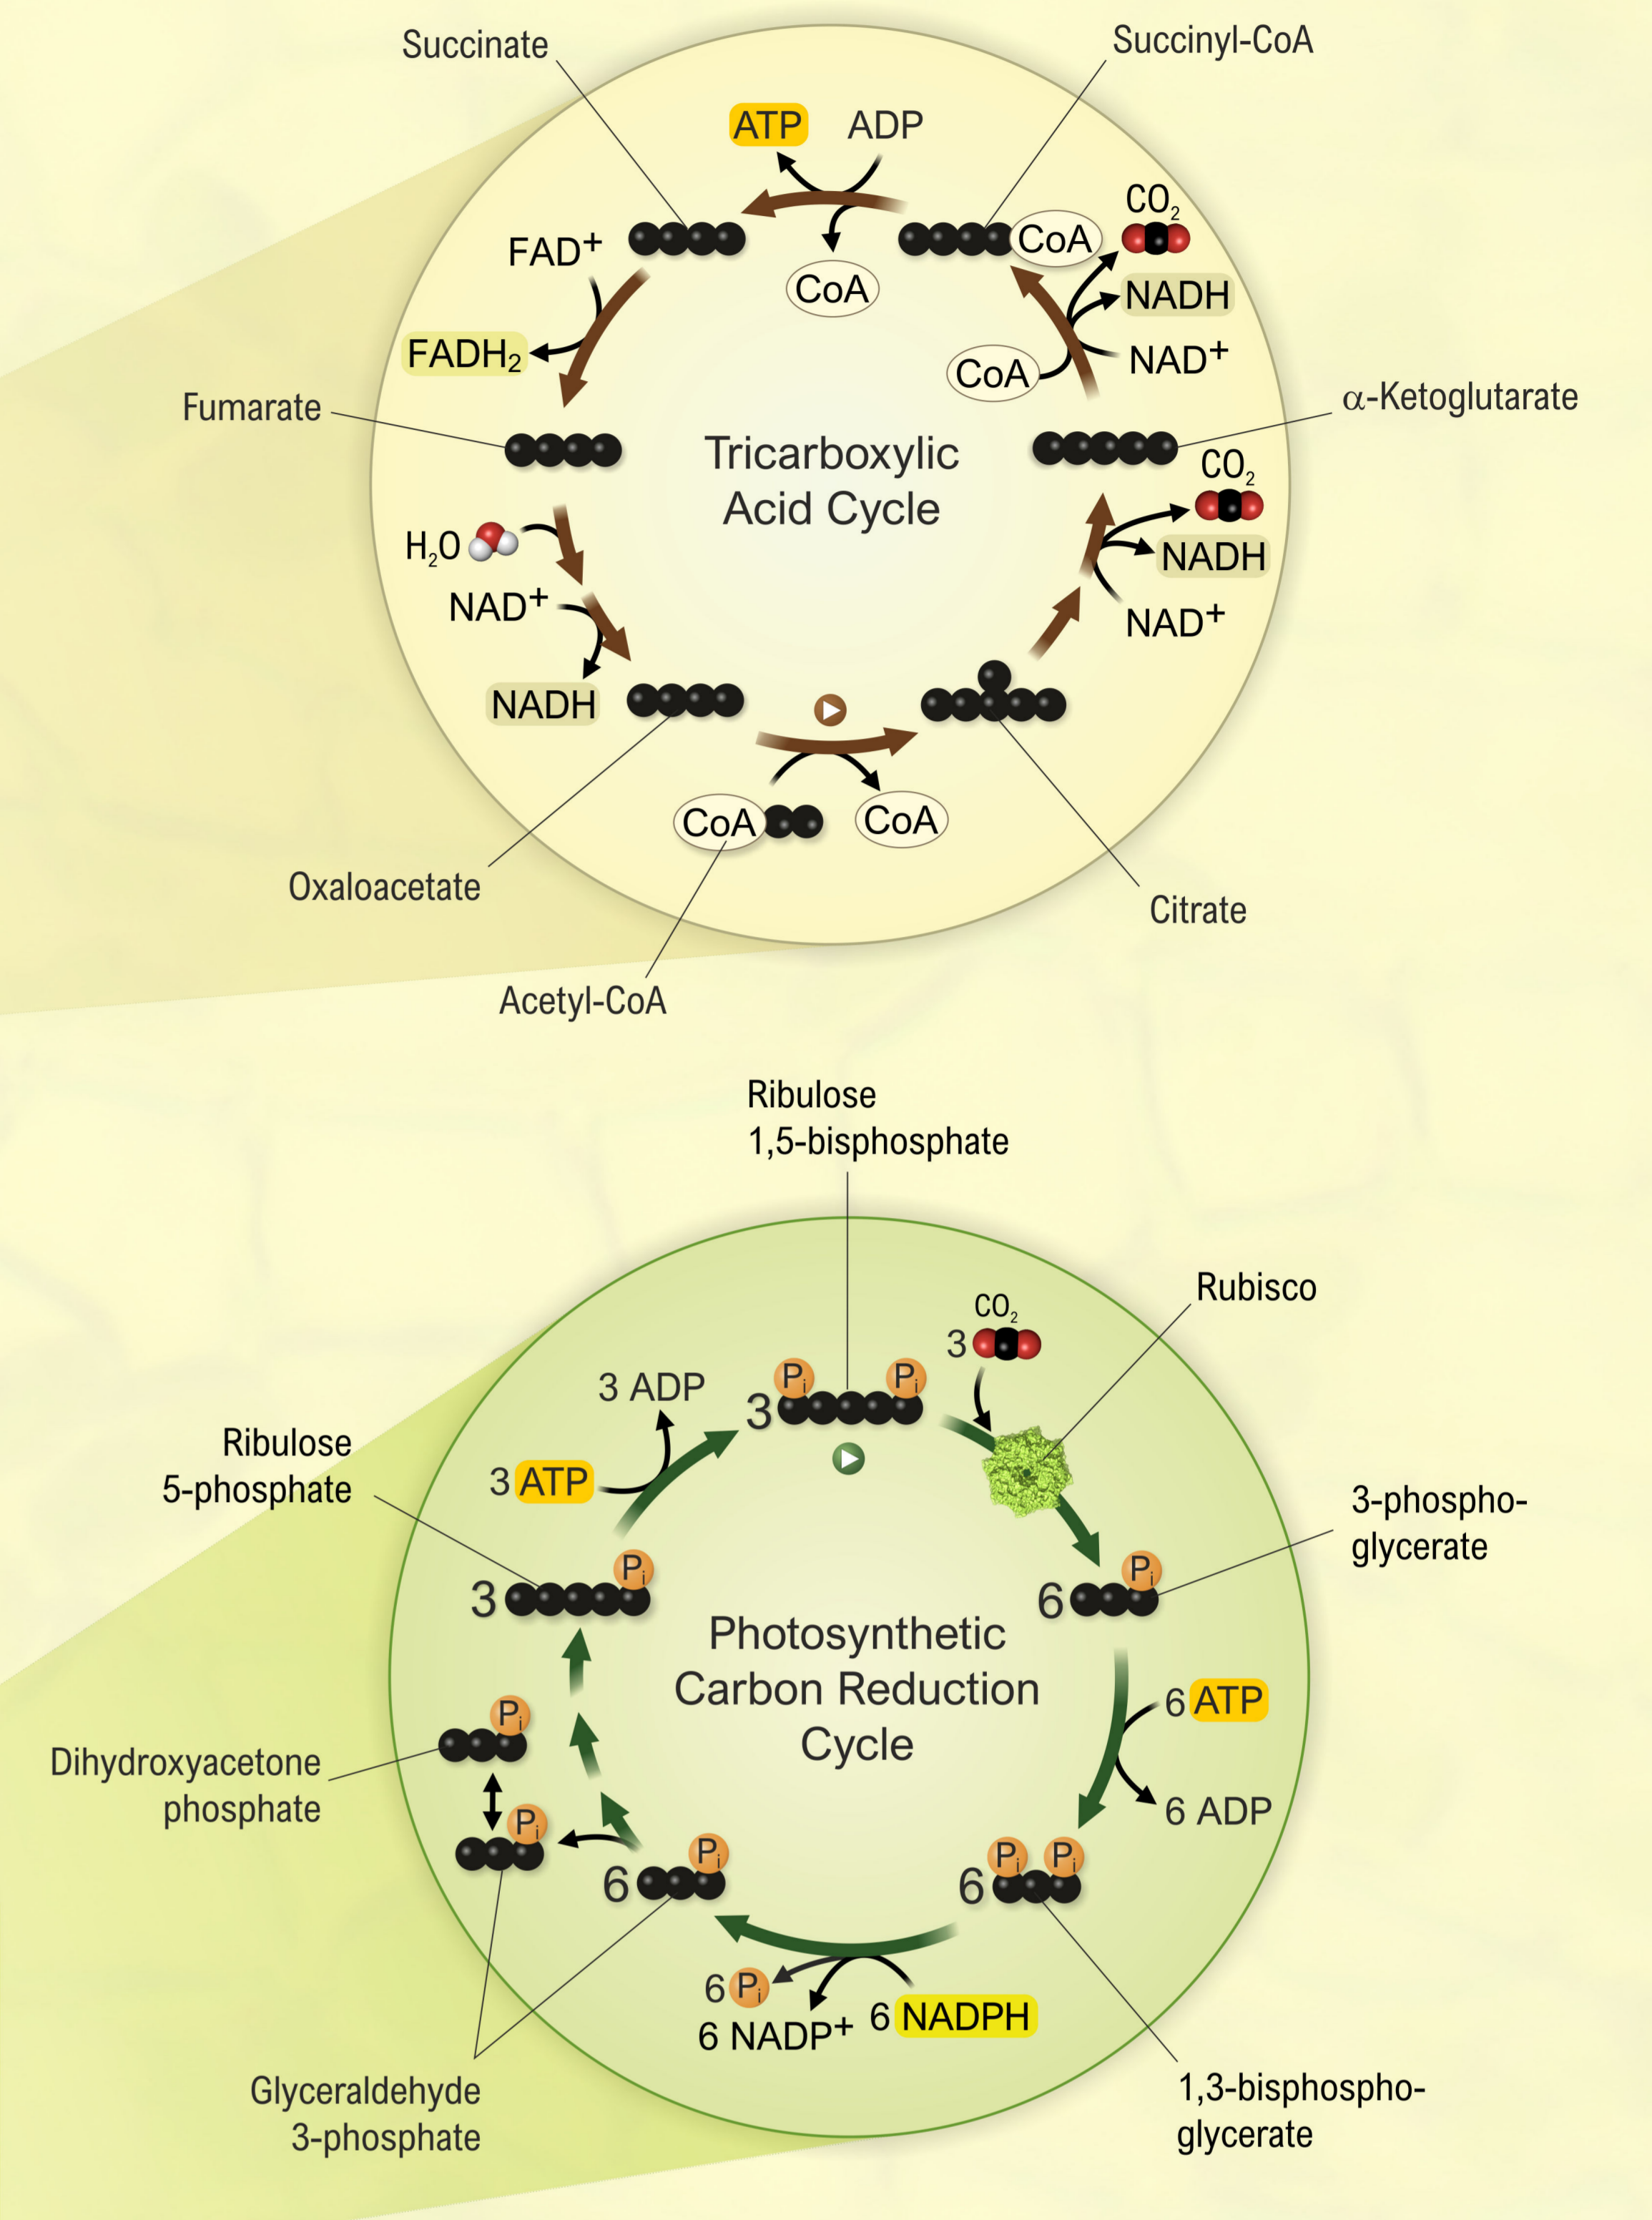 Succinate
Succinyl-CoA
ATP ADP
CO₂
FAD⁺
CoA
CoA
NADH
FADH₂
CoA
NAD⁺
Fumarate
α-Ketoglutarate
Tricarboxylic
Acid Cycle
CO₂
H₂O
NADH
NAD⁺
NAD⁺
NADH
CoA
CoA
Oxaloacetate
Citrate
Acetyl-CoA
Ribulose
1,5-bisphosphate
Rubisco
CO₂
3
3 ADP
3 Pᵢ Pᵢ
Ribulose
5-phosphate
3 ATP
3-phospho-
glycerate
3 Pᵢ
6 Pᵢ
Photosynthetic
Carbon Reduction
Cycle
6 ATP
Pᵢ
Dihydroxyacetone
phosphate
6 ADP
Pᵢ
6 Pᵢ
6 Pᵢ Pᵢ
6 Pᵢ
6 NADP⁺ 6 NADPH
Glyceraldehyde
3-phosphate
1,3-bisphospho-
glycerate